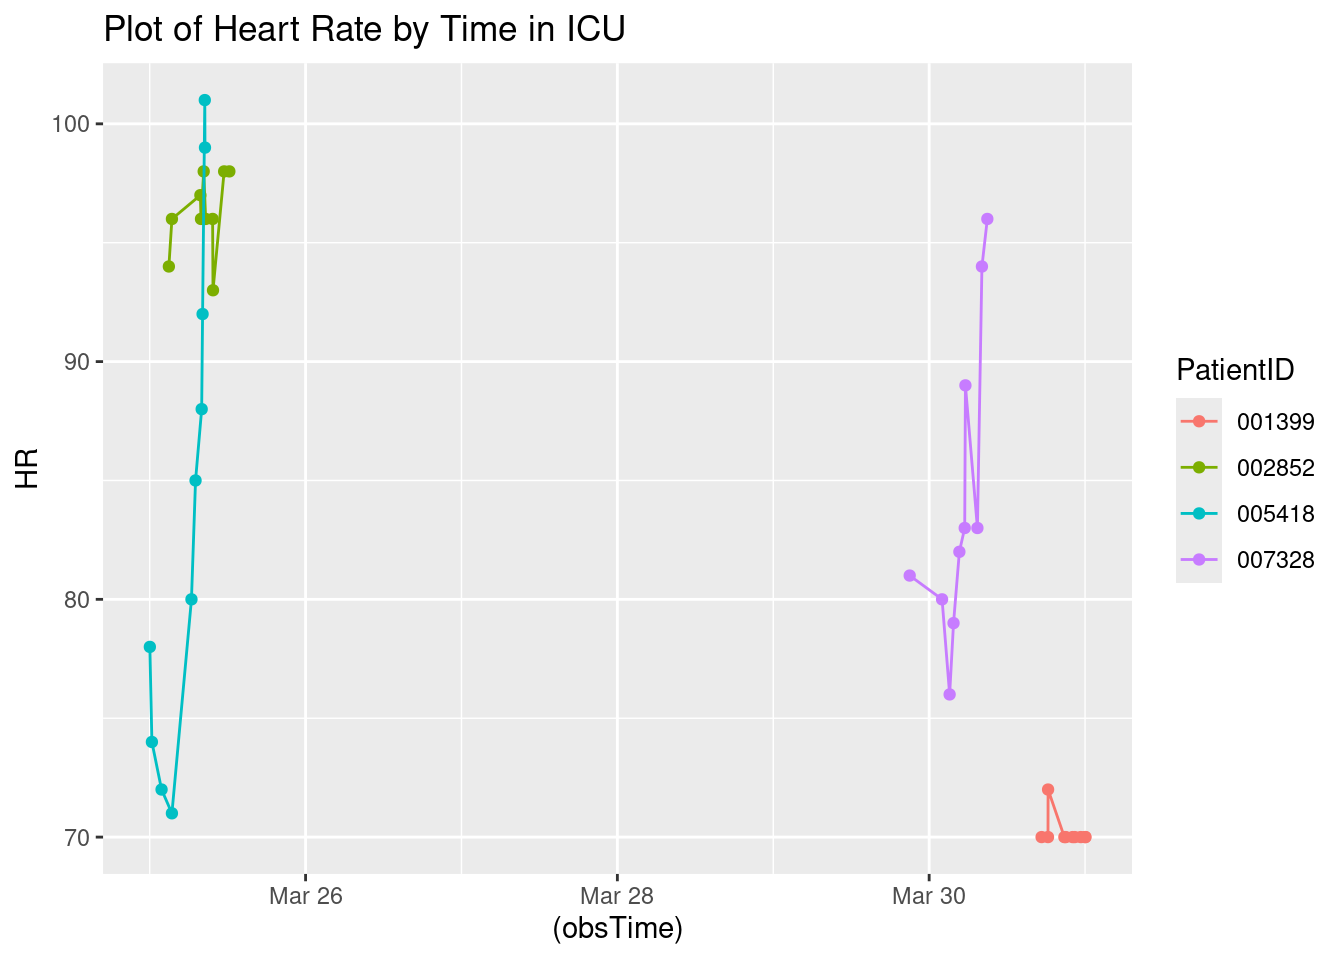 Plot of Heart Rate by Time in ICU
100
90
80
70
HR
Mar 26
Mar 28
Mar 30
(obsTime)
PatientID
001399
002852
005418
007328